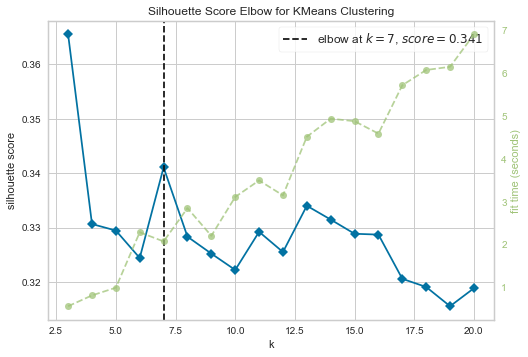 Silhouette Score Elbow for KMeans Clustering
elbow at k = 7, score = 0.341
silhouette score
0.36
0.35
0.34
0.33
0.32
7
6
5
4
3
2
1
fit time (seconds)
2.5 5.0 7.5 10.0 12.5 15.0 17.5 20.0
k